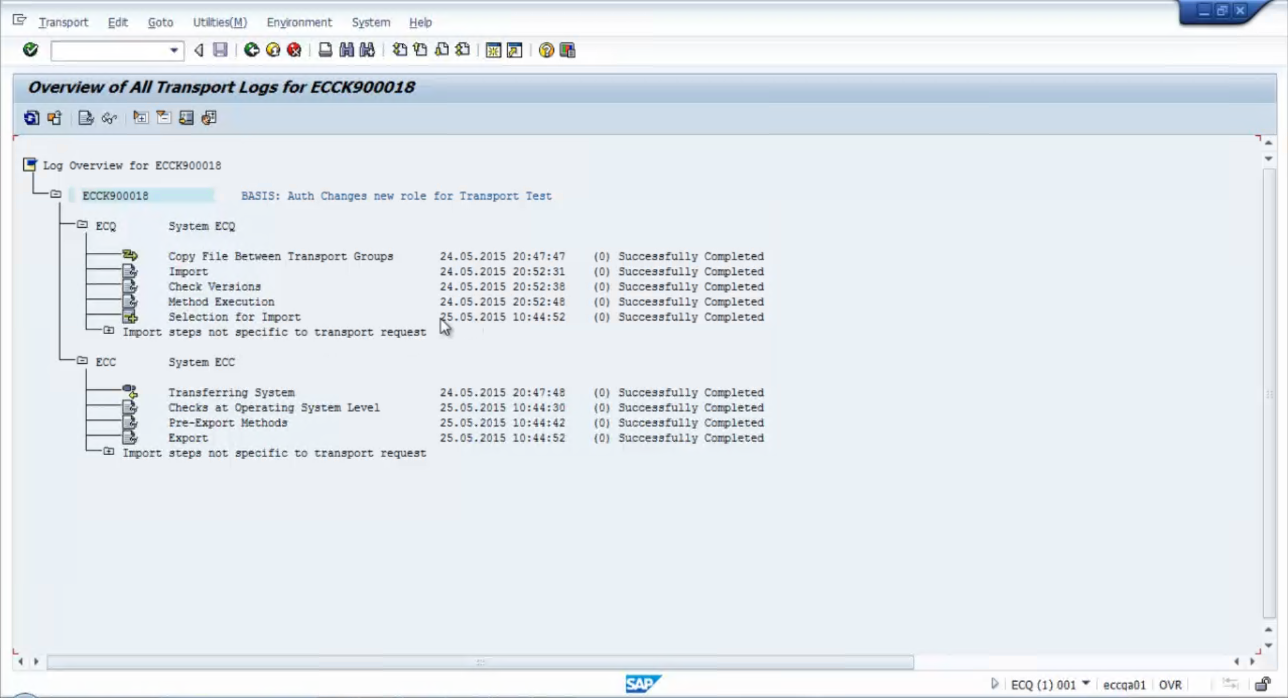 Transport Edit Goto Utilities(M) Environment System Help
Overview of All Transport Logs for ECCK900018
Log Overview for ECCK900018
ECCK900018 BASIS: Auth Changes new role for Transport Test
ECQ System ECQ
Copy File Between Transport Groups 24.05.2015 20:47:47 (0) Successfully Completed
Import 24.05.2015 20:52:31 (0) Successfully Completed
Check Versions 24.05.2015 20:52:38 (0) Successfully Completed
Method Execution 24.05.2015 20:52:48 (0) Successfully Completed
Selection for Import 25.05.2015 10:44:52 (0) Successfully Completed
Import steps not specific to transport request
ECC System ECC
Transferring System 24.05.2015 20:47:48 (0) Successfully Completed
Checks at Operating System Level 25.05.2015 10:44:30 (0) Successfully Completed
Pre-Export Methods 25.05.2015 10:44:42 (0) Successfully Completed
Export 25.05.2015 10:44:52 (0) Successfully Completed
Import steps not specific to transport request
SAP ECQ (1) 001 eccqa01 OVR